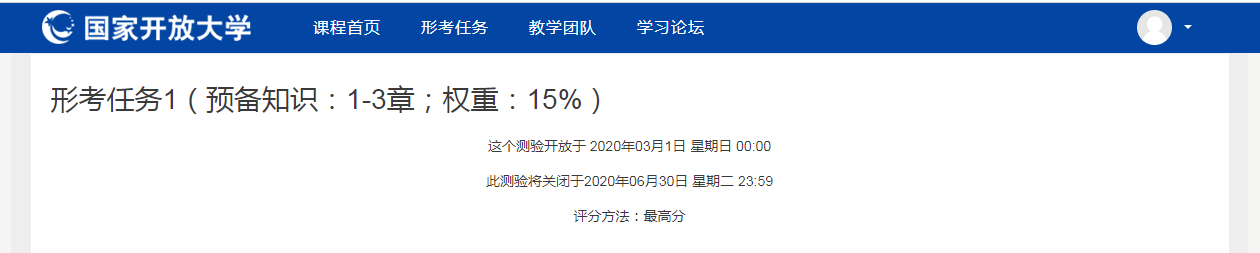 国家开放大学 课程首页 形考任务 教学团队 学习论坛
形考任务1（预备知识：1-3章；权重：15%）
这个测验开放于 2020年03月1日 星期日 00:00
此测验将关闭于2020年06月30日 星期二 23:59
评分方法：最高分